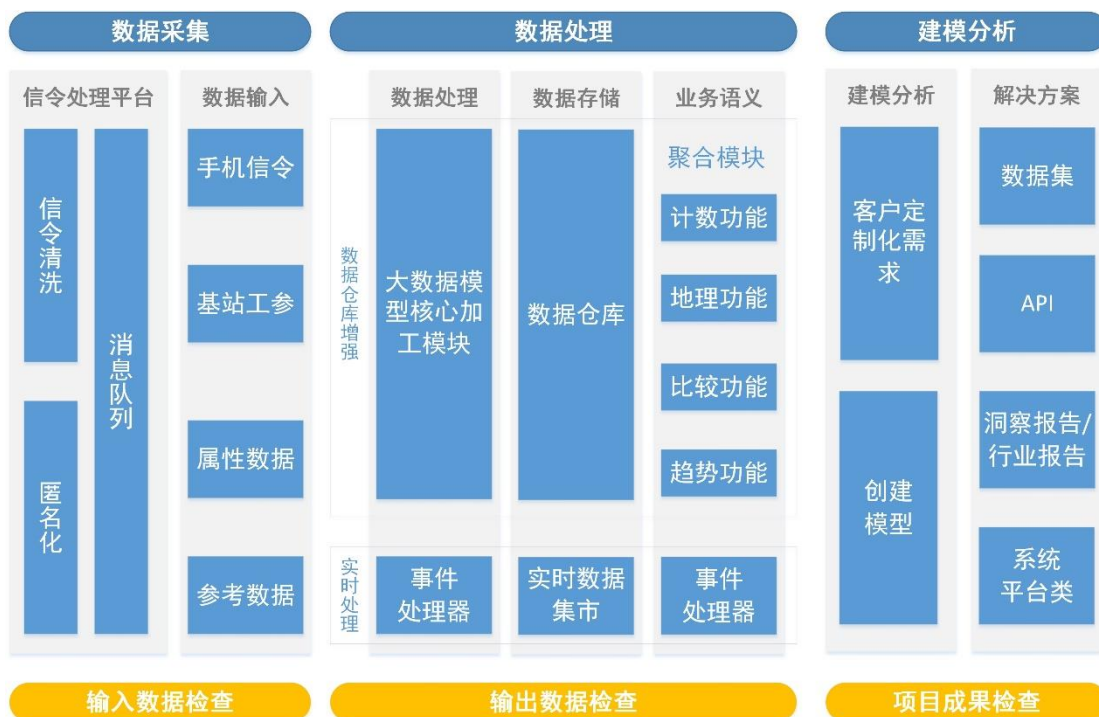 数据采集
数据处理
建模分析
信令处理平台
数据输入
数据处理
数据存储
业务语义
建模分析
解决方案
信令清洗
匿名化
消息队列
手机信令
基站工参
属性数据
参考数据
数据仓库增强
大数据模
型核心加
工模块
数据仓库
聚合模块
计数功能
地理功能
比较功能
趋势功能
实时处理
事件
处理器
实时数据
集市
事件
处理器
客户定
制化需
求
创建
模型
数据集
API
洞察报告/
行业报告
系统
平台类
输入数据检查
输出数据检查
项目成果检查